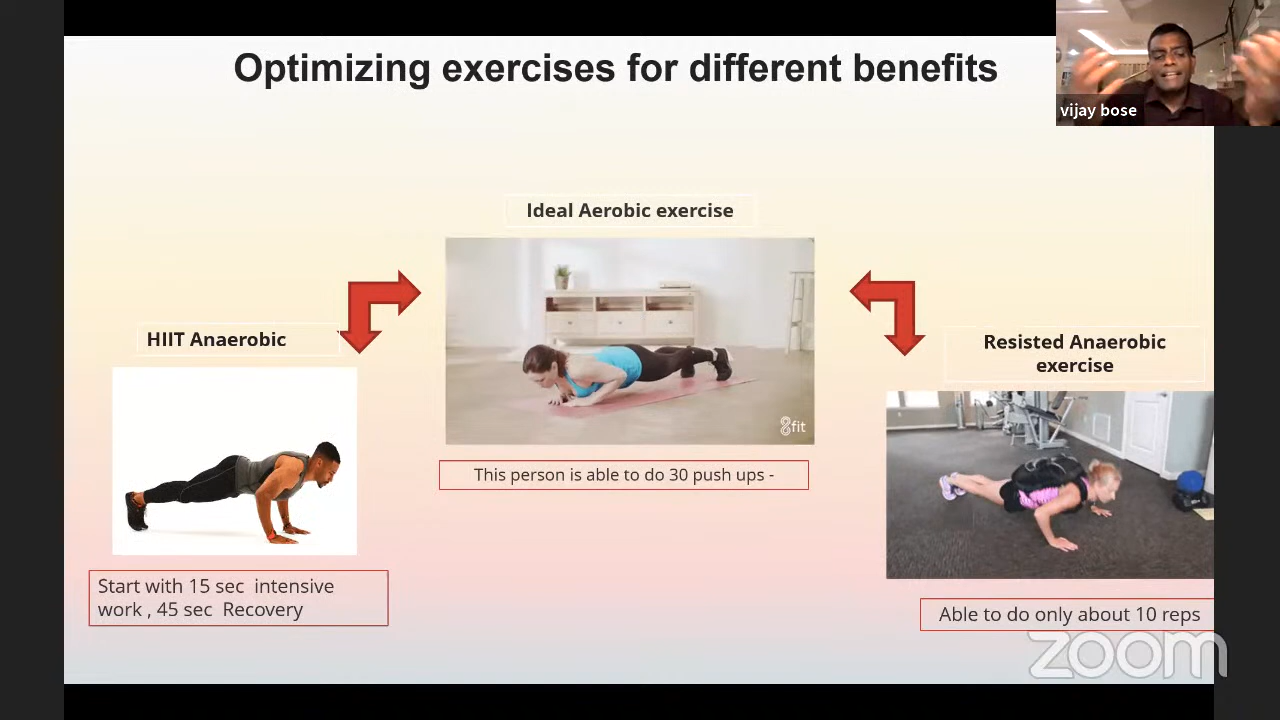 Optimizing exercises for different benefits
vijay bose
Ideal Aerobic exercise
HIIT Anaerobic
Resisted Anaerobic
exercise
8fit
This person is able to do 30 push ups -
Start with 15 sec intensive
work , 45 sec Recovery
Able to do only about 10 reps
zoom